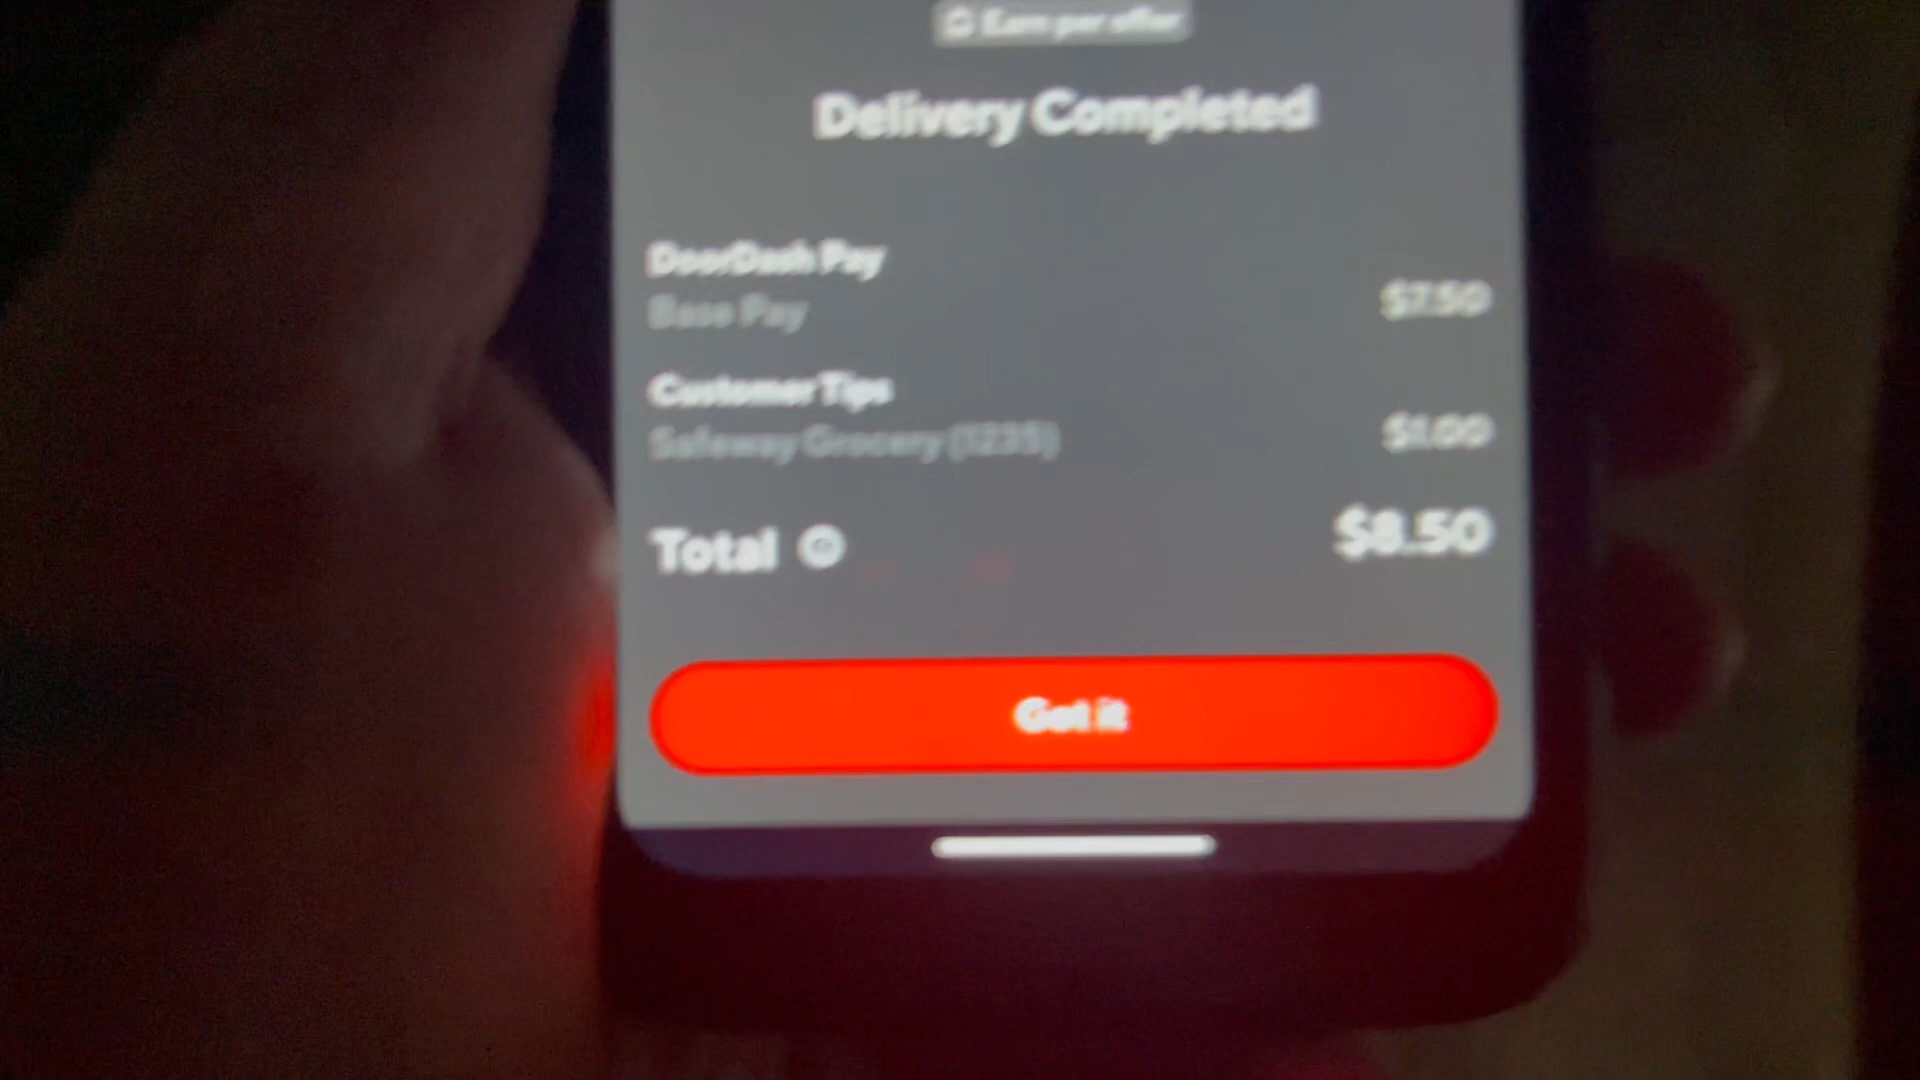 Earn per offer
Delivery Completed
DoorDash Pay
Base Pay
$7.50
Customer Tips
Safeway Grocery (1235)
$1.00
Total
$8.50
Got it